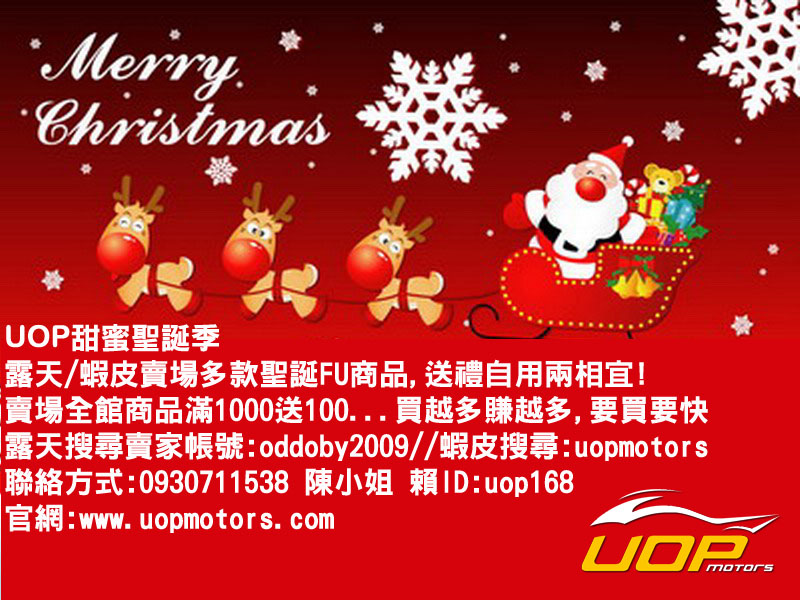 Merry
Christmas
UOP甜蜜聖誕季
露天/蝦皮賣場多款聖誕FU商品,送禮自用兩相宜!
賣場全館商品滿1000送100...買越多賺越多,要買要快
露天搜尋賣家帳號:oddoby2009//蝦皮搜尋:uopmotors
聯絡方式:0930711538 陳小姐 賴ID:uop168
官網:www.uopmotors.com
UOP
MOTORS